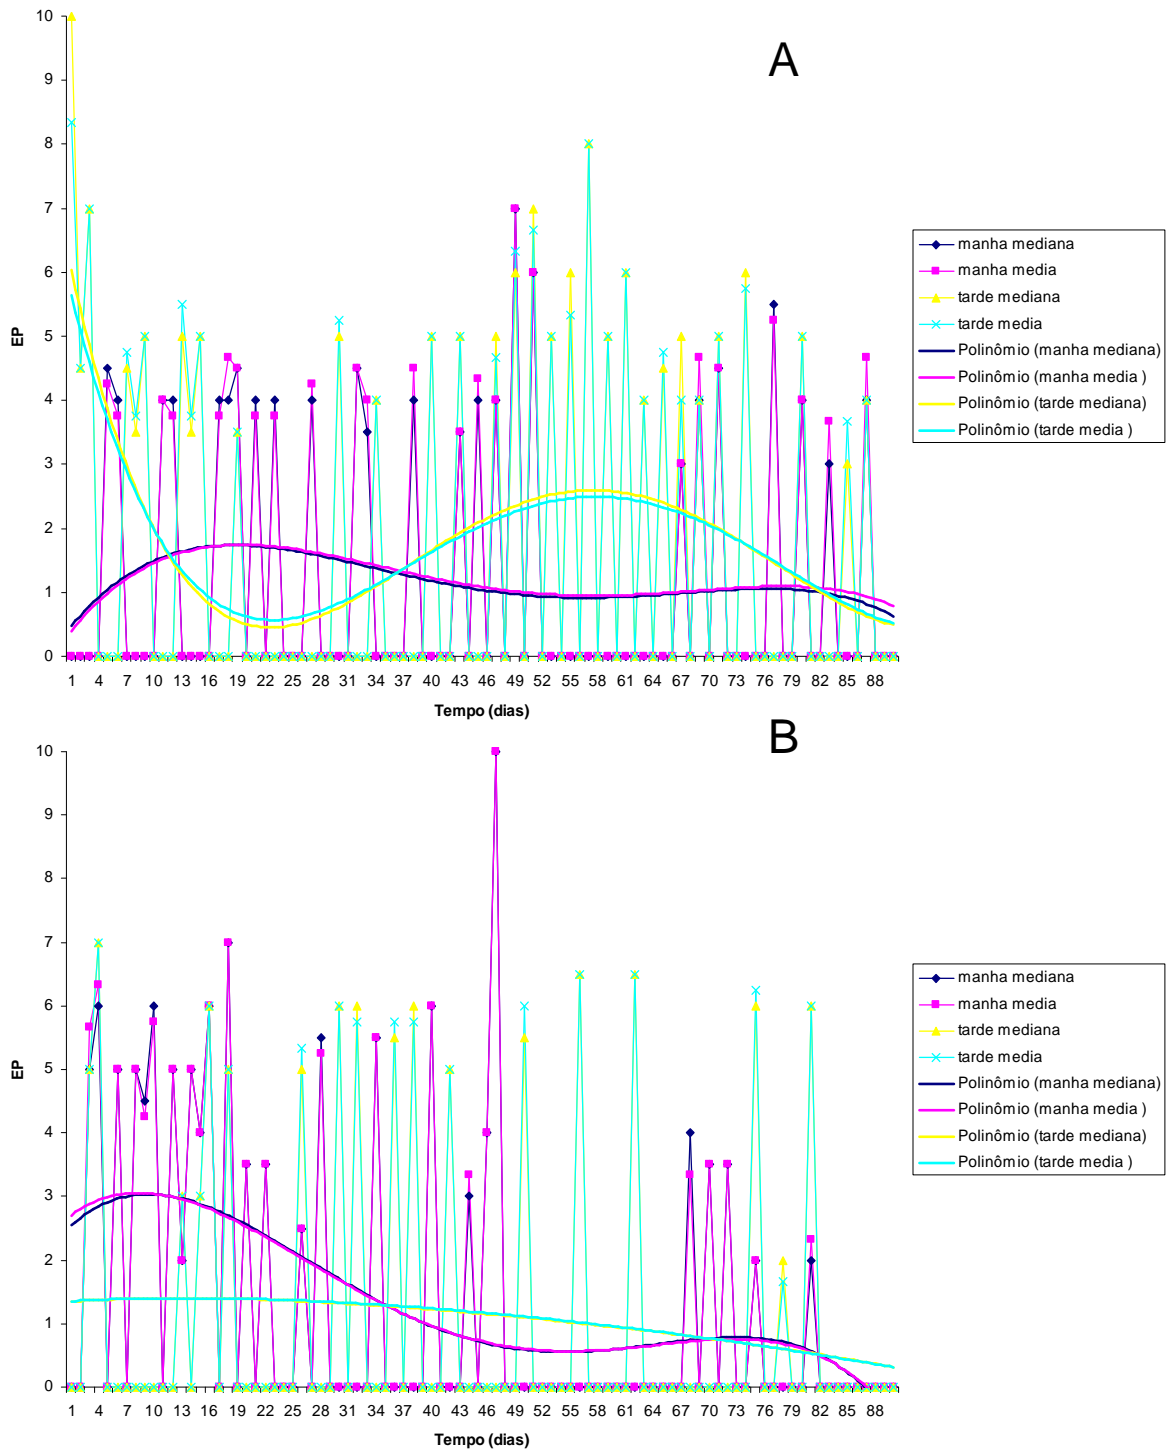 A
10
9
8
7
6
5
4
3
2
1
0
EP
1 4 7 10 13 16 19 22 25 28 31 34 37 40 43 46 49 52 55 58 61 64 67 70 73 76 79 82 85 88
Tempo (dias)
manha mediana
manha media
tarde mediana
tarde media
Polinômio (manha mediana)
Polinômio (manha media )
Polinômio (tarde mediana)
Polinômio (tarde media )
B
10
9
8
7
6
5
4
3
2
1
0
EP
1 4 7 10 13 16 19 22 25 28 31 34 37 40 43 46 49 52 55 58 61 64 67 70 73 76 79 82 85 88
Tempo (dias)
manha mediana
manha media
tarde mediana
tarde media
Polinômio (manha mediana)
Polinômio (manha media )
Polinômio (tarde mediana)
Polinômio (tarde media )